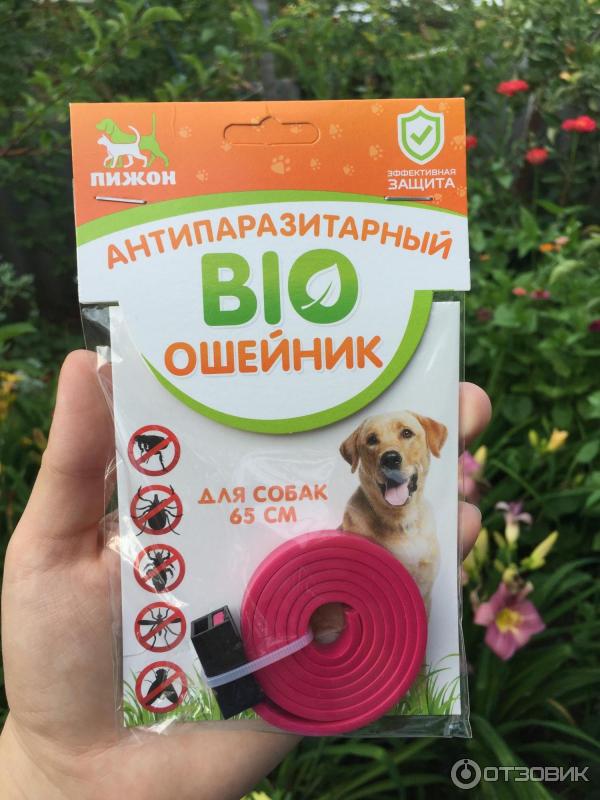 ПИЖОН
ЭФФЕКТИВНАЯ
ЗАЩИТА
АНТИПАРАЗИТАРНЫЙ
BIO
ОШЕЙНИК
ДЛЯ СОБАК
65 СМ
ОТЗОВИК